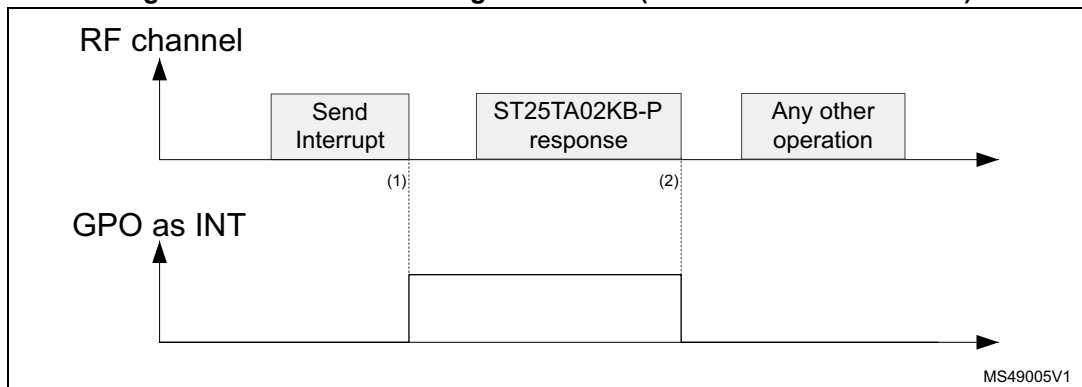 RF channel
Send
Interrupt
ST25TA02KB-P
response
Any other
operation
(1)
(2)
GPO as INT
MS49005V1